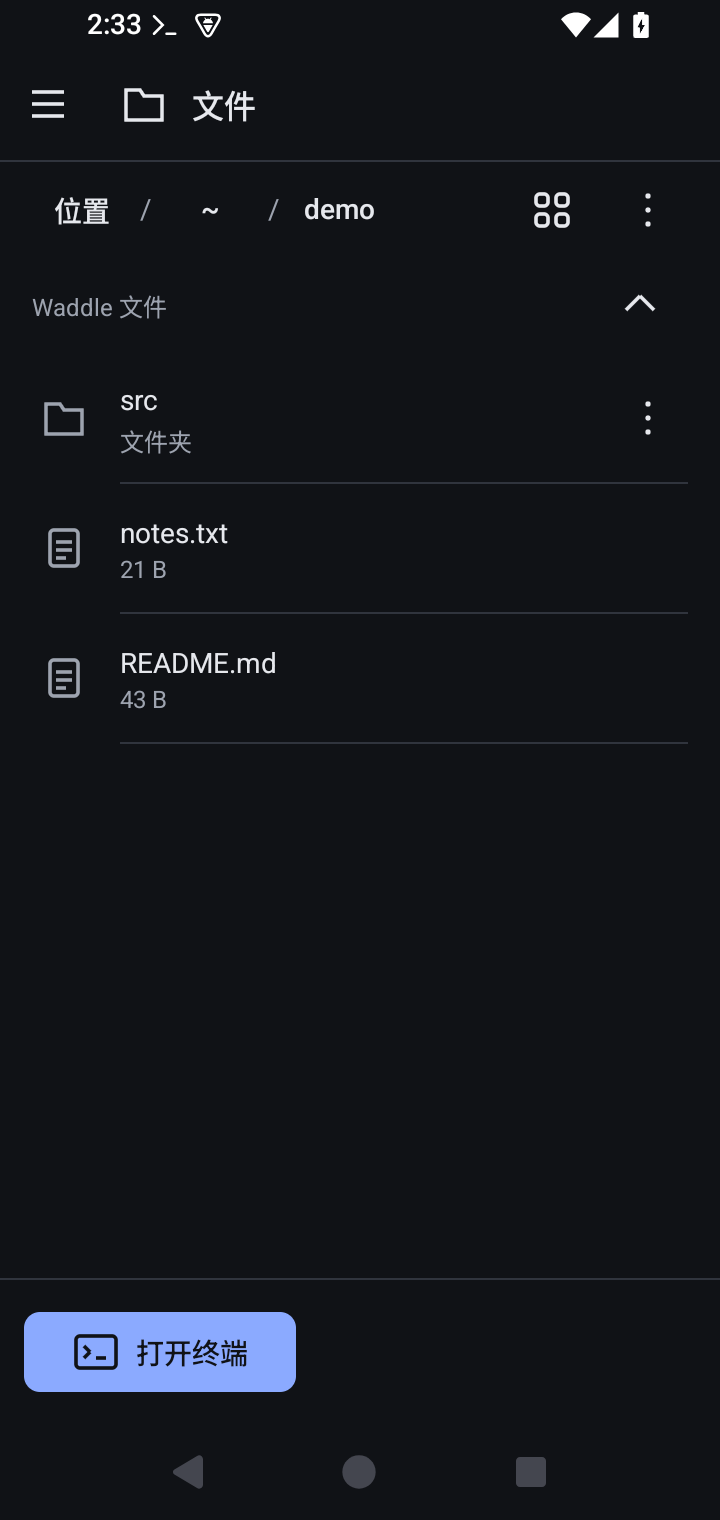 2:33
文件
位置 / ~ / demo
Waddle 文件
src
文件夹
notes.txt
21 B
README.md
43 B
打开终端